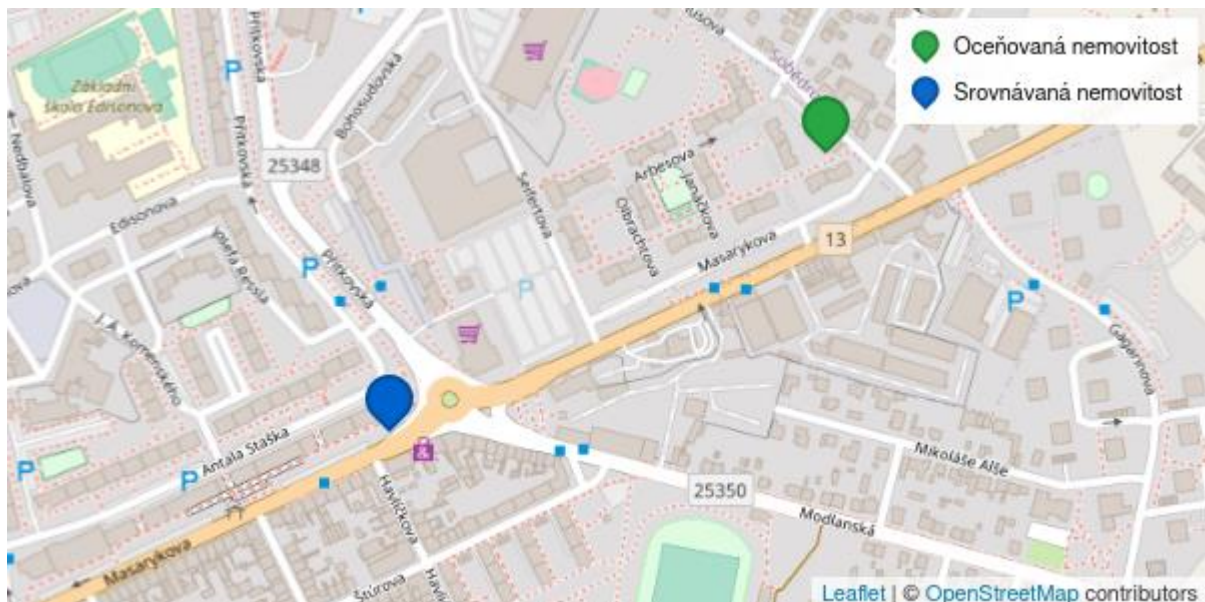 Oceňovaná nemovitost
Srovnávaná nemovitost
Přítkovská
P
Základní
škola Edisonova
Přítkovská
Bohosudovská
25348
Nedbalova
Edisonova
Josefa Ressla
P
Přítkovská
J. A. Komenského
Seifertova
P
Arbesova
Janáčkova
Olbrachtova
Masarykova
13
P
Gagarinova
Antala Staška
P
P
Havlíčkova
Mikoláše Alše
25350
Modlanská
Masarykova
Štúrova
Leaflet | © OpenStreetMap contributors